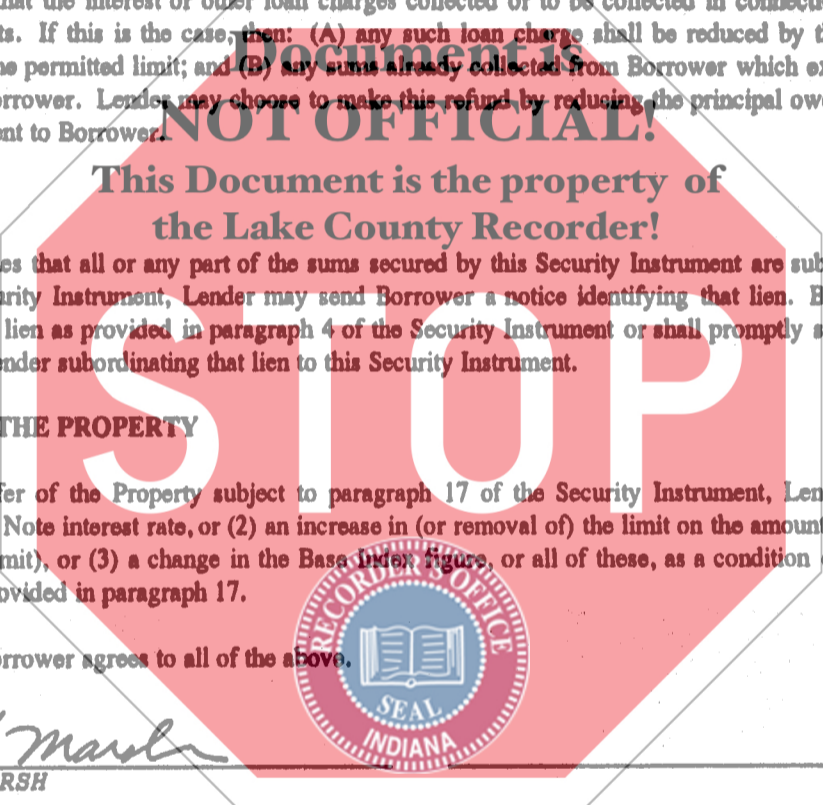 that the interest or other loan charges collected or to be collected in connecti
ts. If this is the case, then: (A) any such loan charge shall be reduced by t
e permitted limit; and (B) any sums already collected from Borrower which ex
rrower. Lender may choose to make this refund by reducing the principal ow
nt to Borrower.
Document is
NOT OFFICIAL!
This Document is the property of
the Lake County Recorder!
es that all or any part of the sums secured by this Security Instrument are sub
urity Instrument, Lender may send Borrower a notice identifying that lien. B
lien as provided in paragraph 4 of the Security Instrument or shall promptly s
nder subordinating that lien to this Security Instrument.
STOP
THE PROPERTY
fer of the Property subject to paragraph 17 of the Security Instrument, Len
Note interest rate, or (2) an increase in (or removal of) the limit on the amount
mit), or (3) a change in the Base Index figure, or all of these, as a condition
ovided in paragraph 17.
orrower agrees to all of the above.
RECORDER'S OFFICE
SEAL
INDIANA
Marsh
RSH